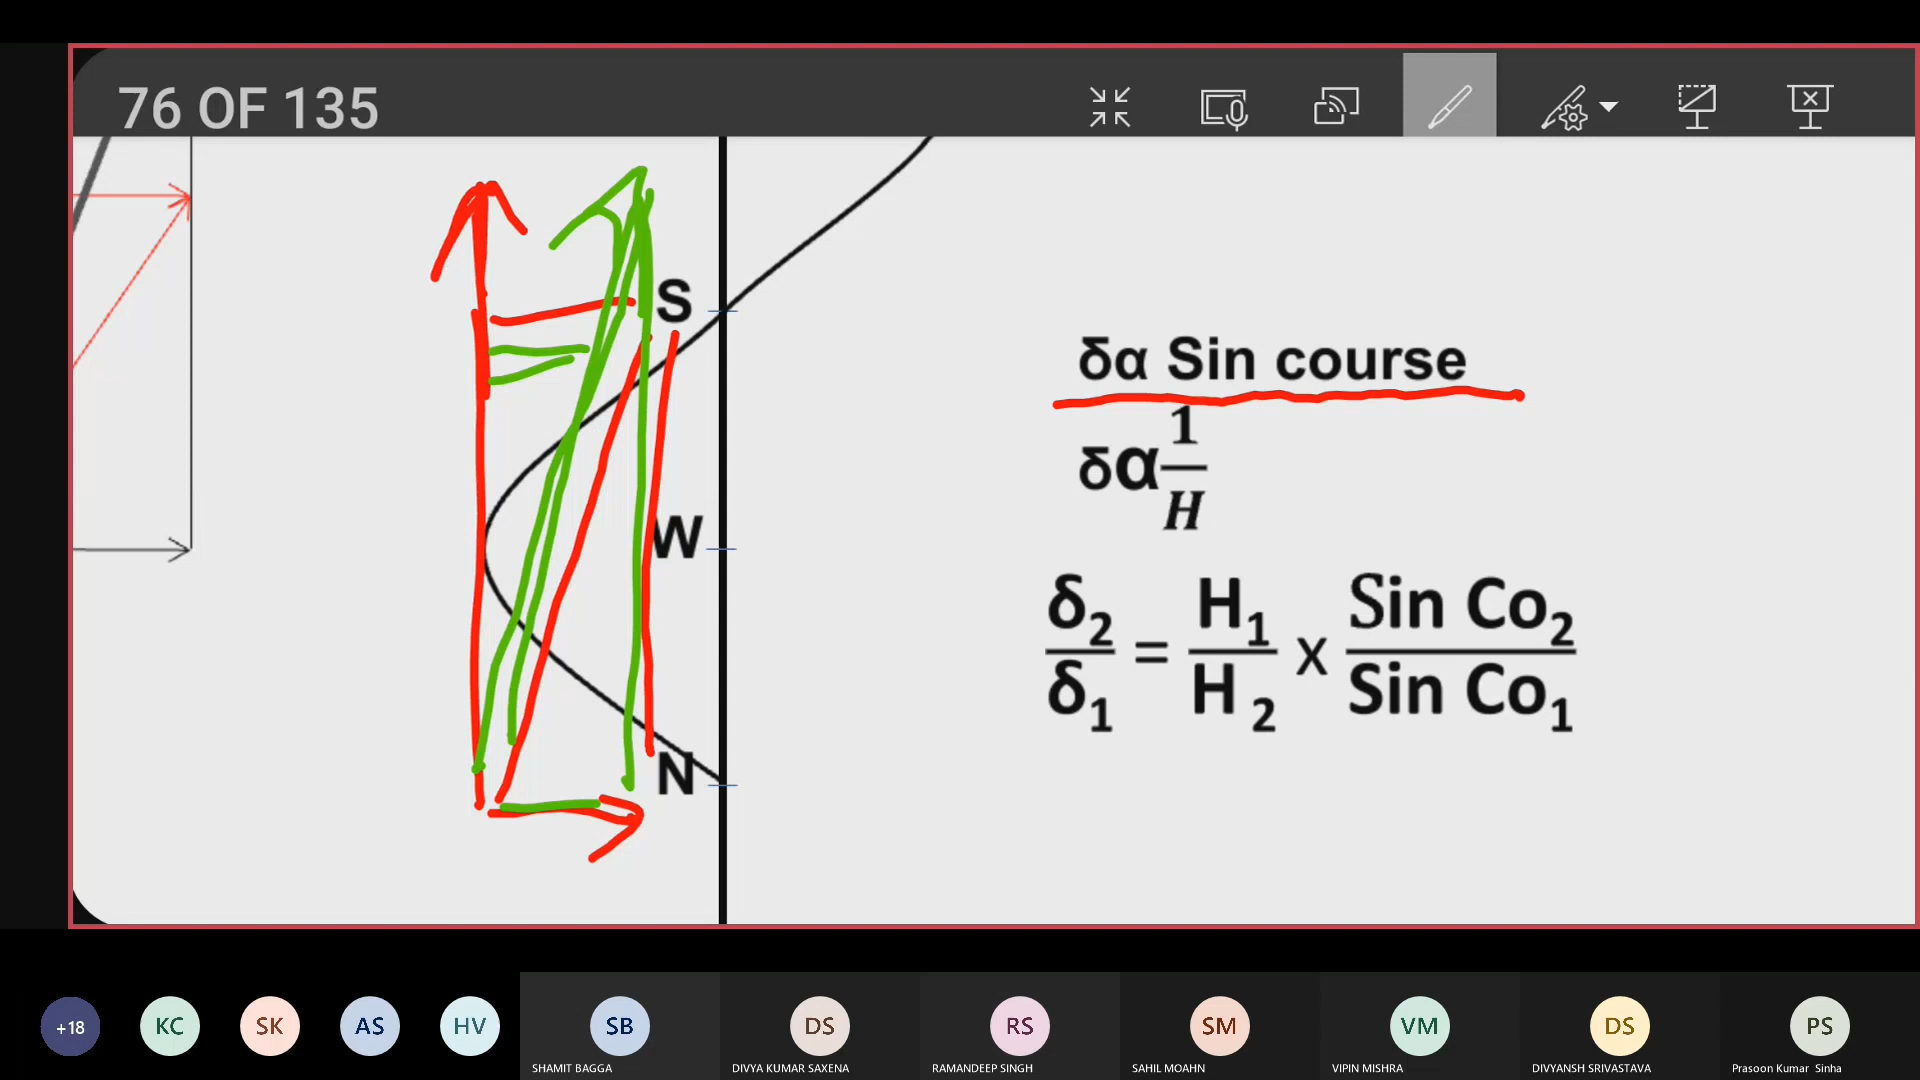 76 OF 135
S
W
N
δα Sin course
δα 1/H
δ₂/δ₁ = H₁/H₂ x Sin Co₂/Sin Co₁
+18
KC
SK
AS
HV
SB
DS
RS
SM
VM
DS
PS
SHAMIT BAGGA
DIVYA KUMAR SAXENA
RAMANDEEP SINGH
SAHIL MOAHN
VIPIN MISHRA
DIVYANSH SRIVASTAVA
Prasoon Kumar Sinha